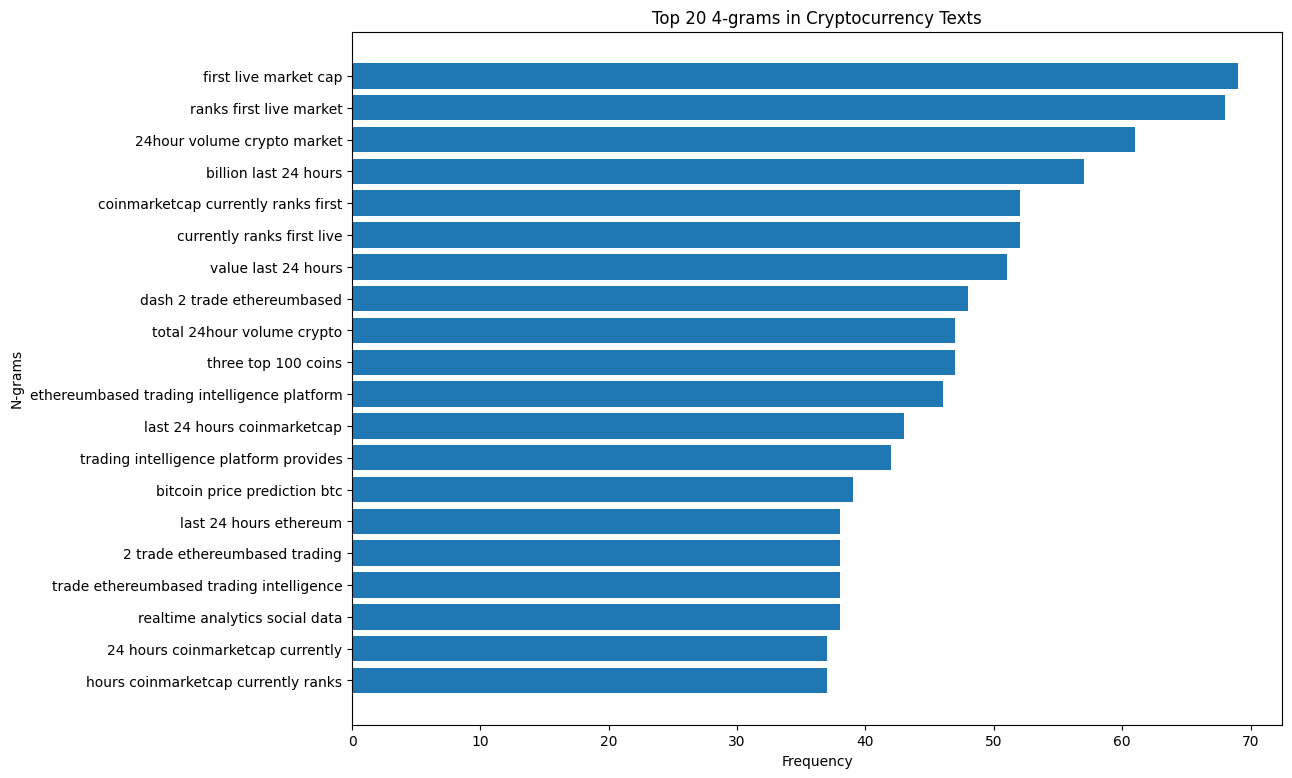 Top 20 4-grams in Cryptocurrency Texts
N-grams
first live market cap
ranks first live market
24hour volume crypto market
billion last 24 hours
coinmarketcap currently ranks first
currently ranks first live
value last 24 hours
dash 2 trade ethereumbased
total 24hour volume crypto
three top 100 coins
ethereumbased trading intelligence platform
last 24 hours coinmarketcap
trading intelligence platform provides
bitcoin price prediction btc
last 24 hours ethereum
2 trade ethereumbased trading
trade ethereumbased trading intelligence
realtime analytics social data
24 hours coinmarketcap currently
hours coinmarketcap currently ranks
0 10 20 30 40 50 60 70
Frequency